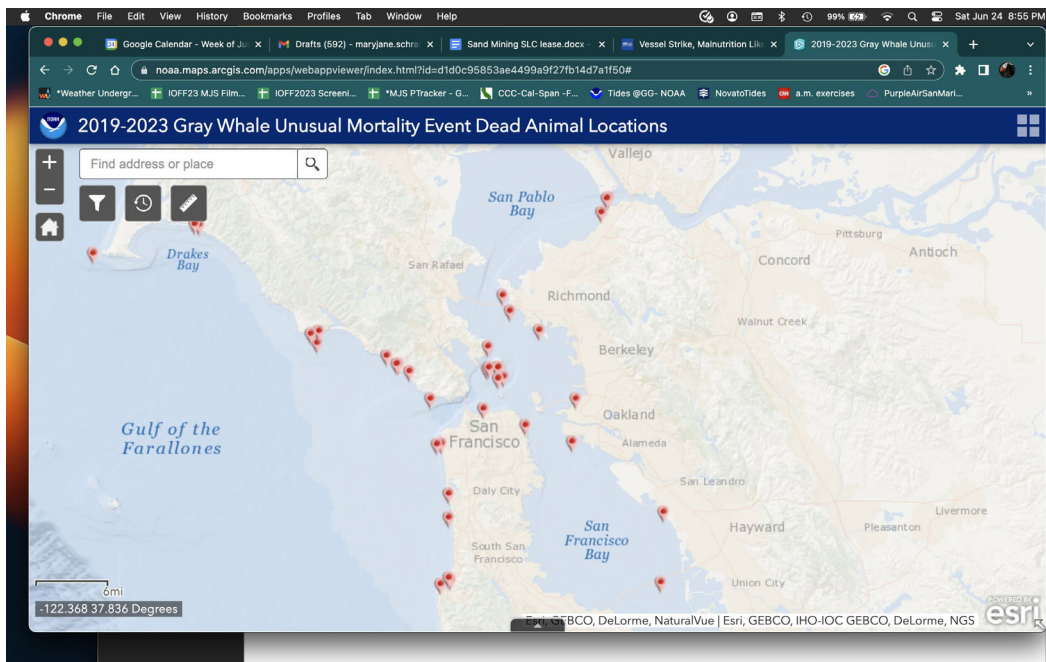 Chrome File Edit View History Bookmarks Profiles Tab Window Help 99% Sat Jun 24 8:55 PM
Google Calendar - Week of Ju Drafts (592) - maryjane.schra Sand Mining SLC lease.docx - Vessel Strike, Malnutrition Like 2019-2023 Gray Whale Unusu
noaa.maps.arcgis.com/apps/webappviewer/index.html?id=d1d0c95853ae4499a9f27fb14d7a1f50#
*Weather Undergr... IOFF23 MJS Film... IOFF2023 Screeni... *MJS PTracker - G... CCC-Cal-Span -F... Tides @GG- NOAA NovatoTides a.m. exercises PurpleAirSanMari... »
2019-2023 Gray Whale Unusual Mortality Event Dead Animal Locations
Find address or place
Vallejo
San Pablo
Bay
Pittsburg
Antioch
Drakes
Bay
San Rafael
Concord
Richmond
Walnut Creek
Berkeley
Oakland
Gulf of the
Farallones
San
Francisco
Alameda
San Leandro
Daly City
Livermore
San
Francisco
Bay
Hayward
Pleasanton
South San
Francisco
Union City
6mi
-122.368 37.836 Degrees
POWERED BY
esri
Esri, GEBCO, DeLorme, NaturalVue | Esri, GEBCO, IHO-IOC GEBCO, DeLorme, NGS